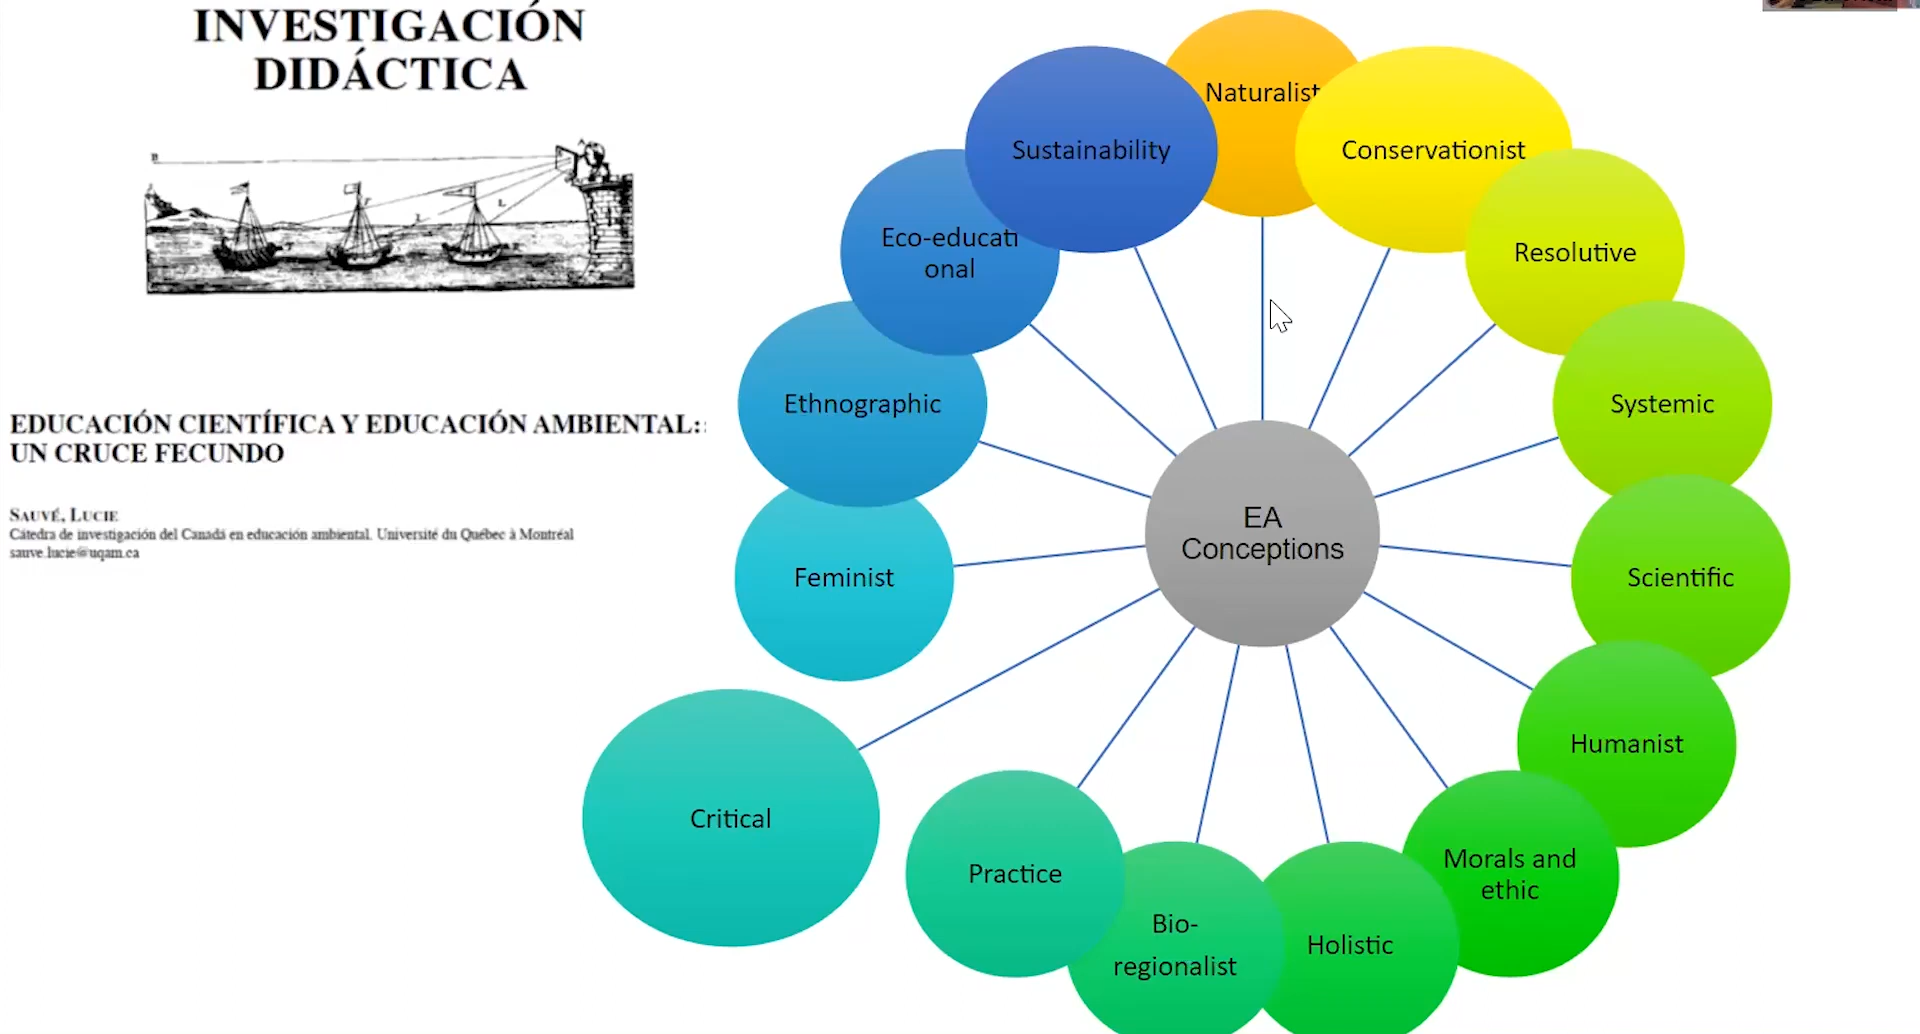 INVESTIGACIÓN
DIDÁCTICA
EDUCACIÓN CIENTÍFICA Y EDUCACIÓN AMBIENTAL:
UN CRUCE FECUNDO
SAUVÉ, LUCIE
Cátedra de investigación del Canadá en educación ambiental. Université du Québec à Montréal
sauve.lucie@uqam.ca
EA
Conceptions
Naturalist
Conservationist
Resolutive
Systemic
Scientific
Humanist
Morals and
ethic
Holistic
Bio-
regionalist
Practice
Critical
Feminist
Ethnographic
Eco-educati
onal
Sustainability